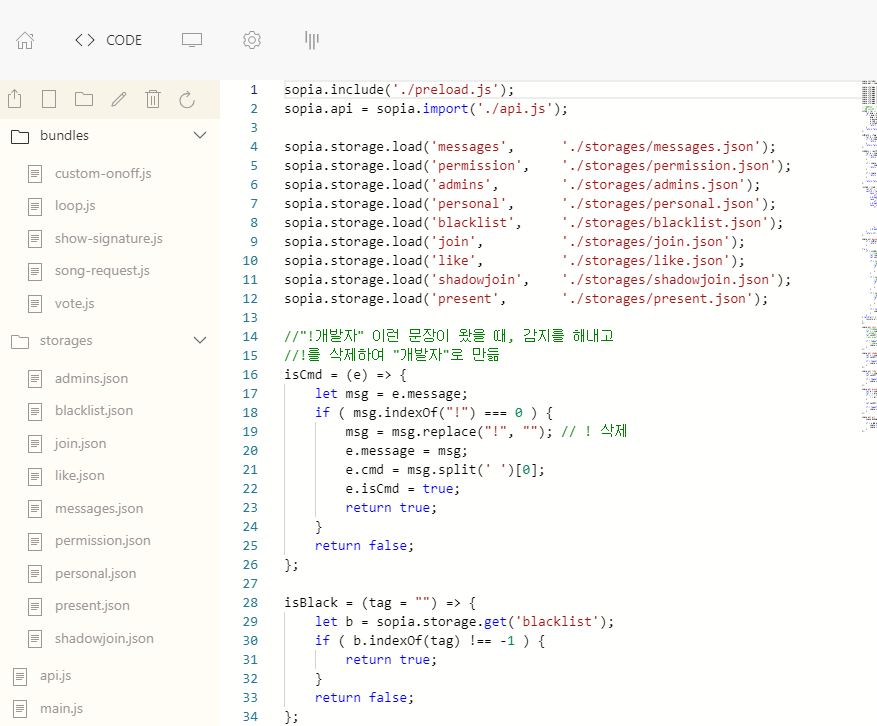 CODE
bundles
custom-onoff.js
loop.js
show-signature.js
song-request.js
vote.js
storages
admins.json
blacklist.json
join.json
like.json
messages.json
permission.json
personal.json
present.json
shadowjoin.json
api.js
main.js
1 sopia.include('./preload.js');
2 sopia.api = sopia.import('./api.js');
3
4 sopia.storage.load('messages',      './storages/messages.json');
5 sopia.storage.load('permission',    './storages/permission.json');
6 sopia.storage.load('admins',        './storages/admins.json');
7 sopia.storage.load('personal',      './storages/personal.json');
8 sopia.storage.load('blacklist',     './storages/blacklist.json');
9 sopia.storage.load('join',          './storages/join.json');
10 sopia.storage.load('like',          './storages/like.json');
11 sopia.storage.load('shadowjoin',    './storages/shadowjoin.json');
12 sopia.storage.load('present',       './storages/present.json');
13
14 //"!개발자" 이런 문장이 왔을 때, 감지를 해내고
15 //!를 삭제하여 "개발자"로 만듦
16 isCmd = (e) => {
17     let msg = e.message;
18     if ( msg.indexOf("!") === 0 ) {
19         msg = msg.replace("!", ""); // ! 삭제
20         e.message = msg;
21         e.cmd = msg.split(' ')[0];
22         e.isCmd = true;
23         return true;
24     }
25     return false;
26 };
27
28 isBlack = (tag = "") => {
29     let b = sopia.storage.get('blacklist');
30     if ( b.indexOf(tag) !== -1 ) {
31         return true;
32     }
33     return false;
34 };